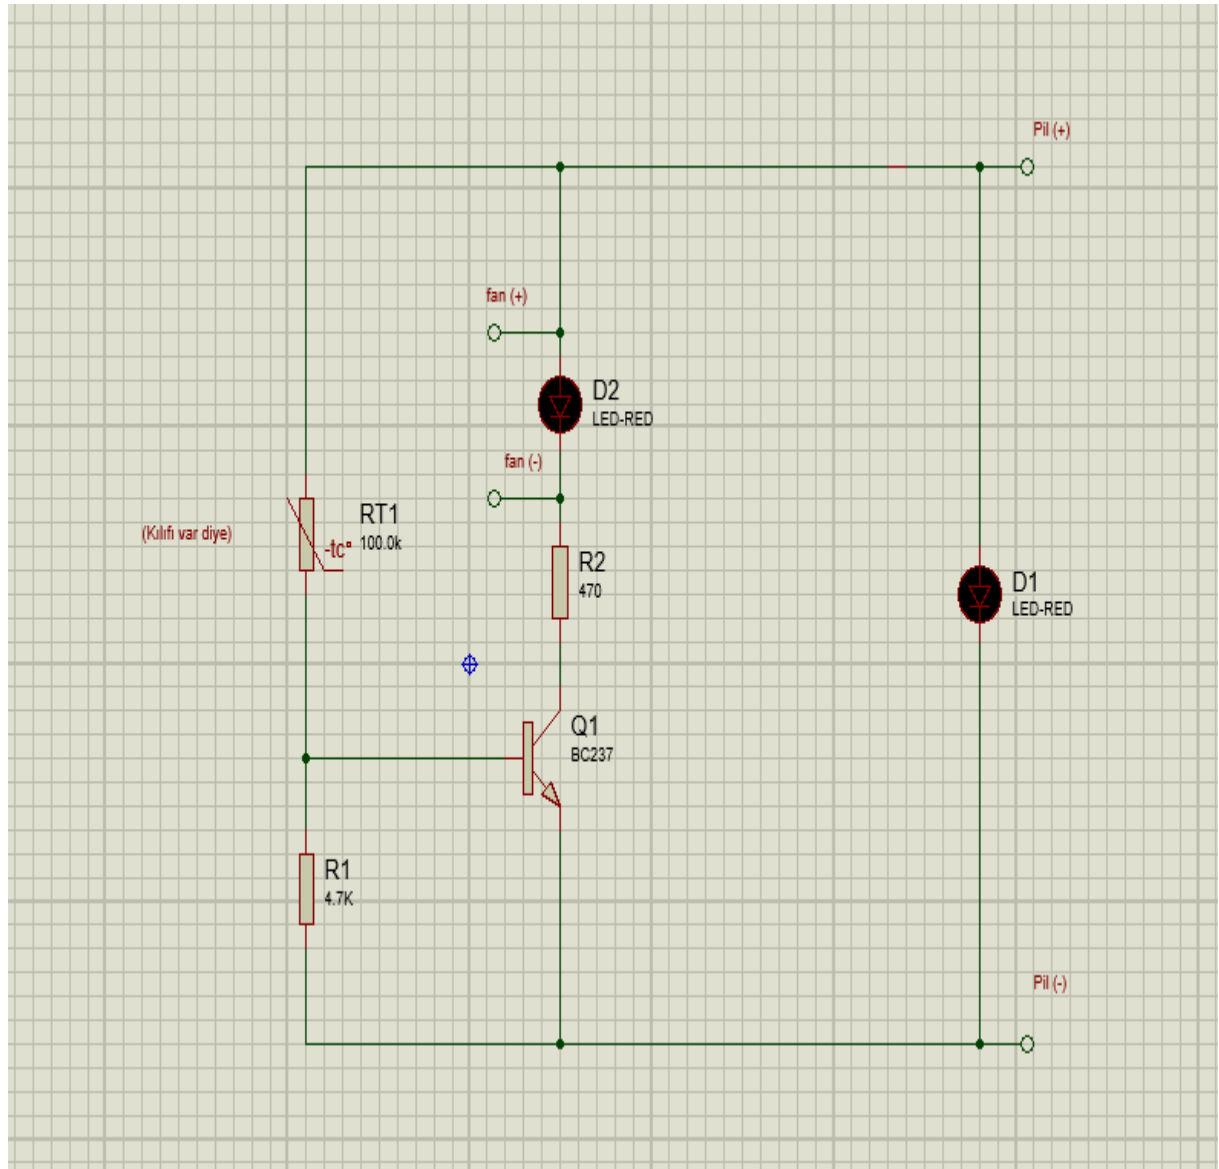 Pil (+)
fan (+)
D2
LED-RED
fan (-)
RT1
100.0k
(Kılıfı var diye)
-tc°
R2
470
D1
LED-RED
Q1
BC237
R1
4.7K
Pil (-)